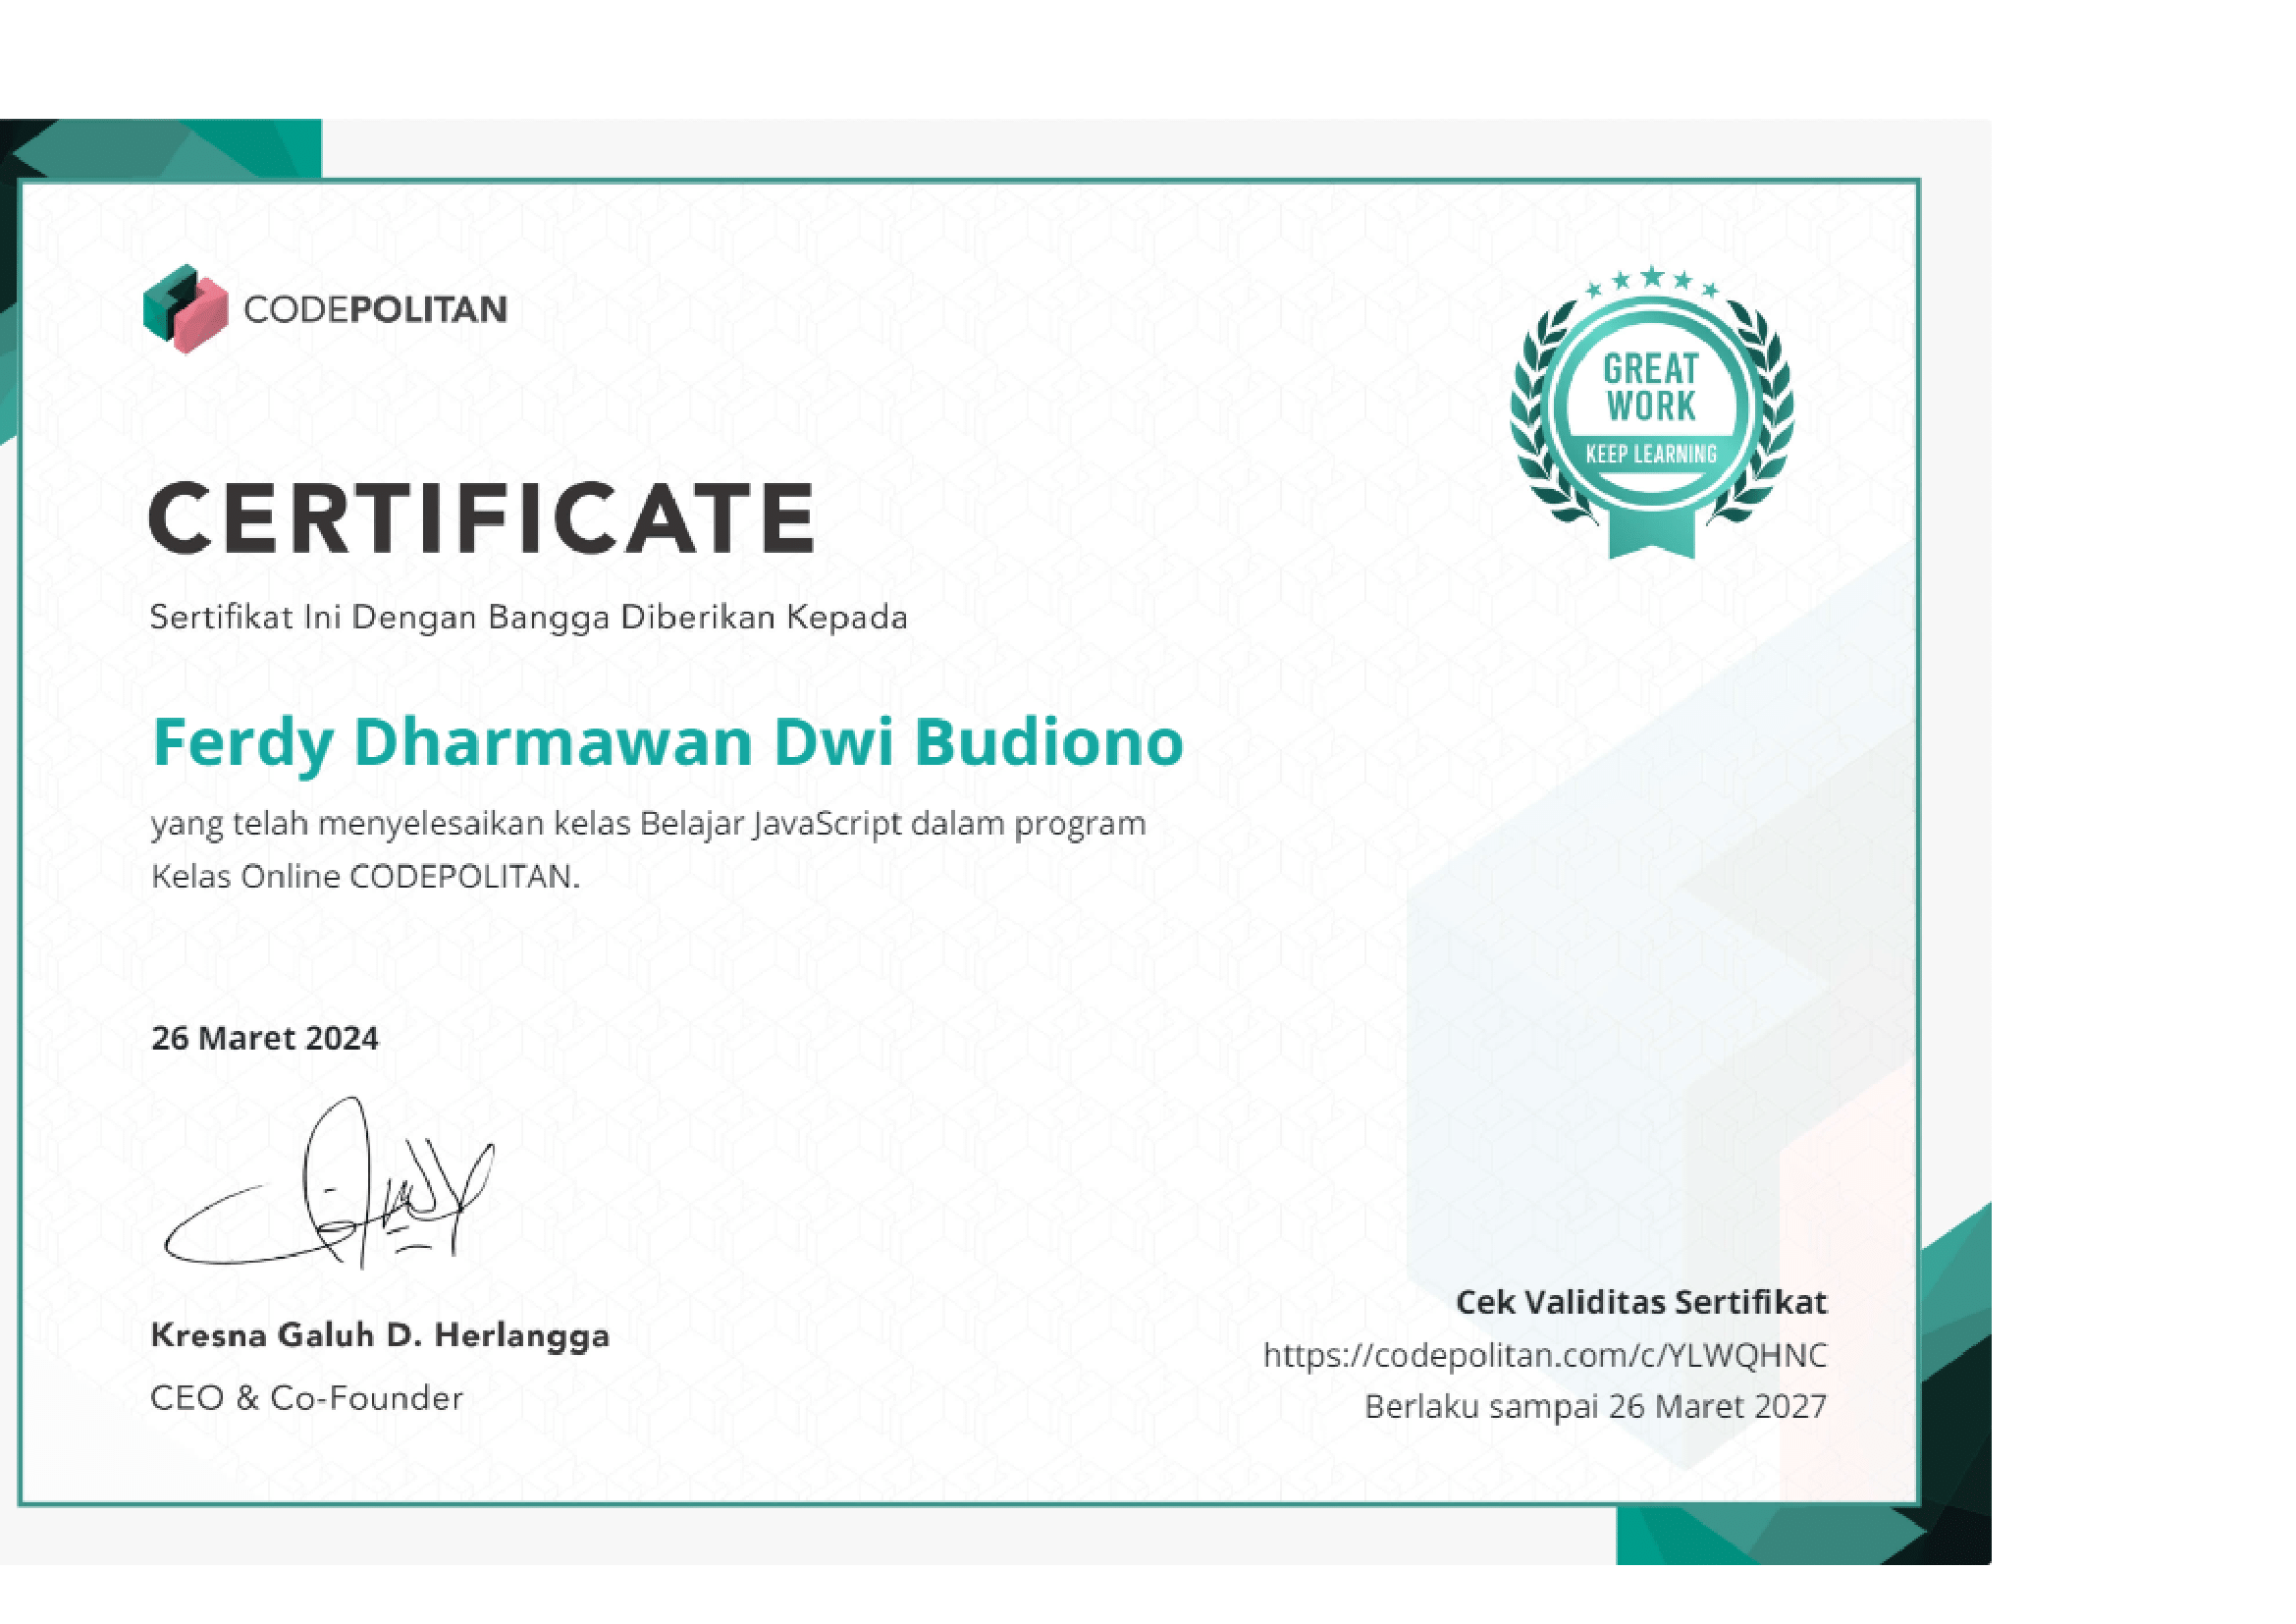 CODEPOLITAN
GREAT
WORK
KEEP LEARNING
CERTIFICATE
Sertifikat Ini Dengan Bangga Diberikan Kepada
Ferdy Dharmawan Dwi Budiono
yang telah menyelesaikan kelas Belajar JavaScript dalam program
Kelas Online CODEPOLITAN.
26 Maret 2024
Kresna Galuh D. Herlangga
CEO & Co-Founder
Cek Validitas Sertifikat
https://codepolitan.com/c/YLWQHNC
Berlaku sampai 26 Maret 2027